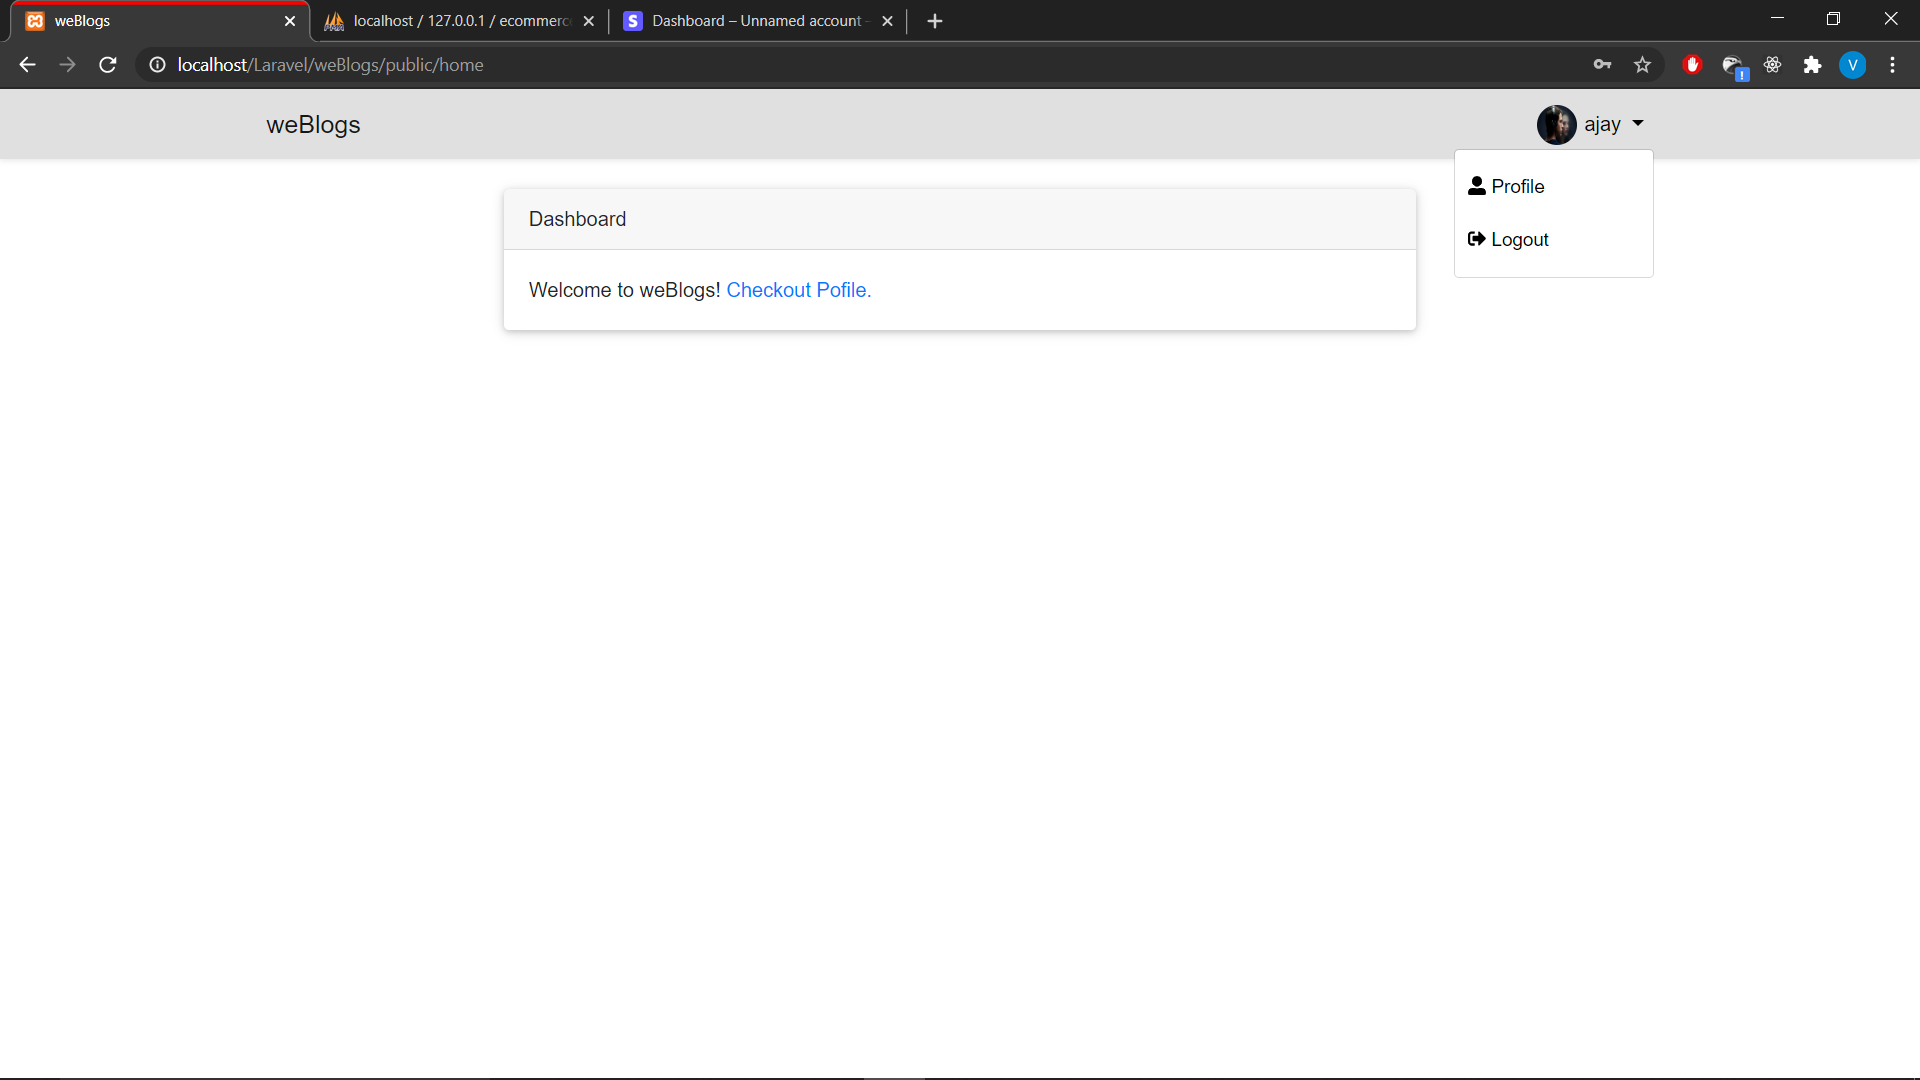 weBlogs
localhost / 127.0.0.1 / ecommerc
Dashboard – Unnamed account -
localhost/Laravel/weBlogs/public/home
V
weBlogs
ajay
Profile
Logout
Dashboard
Welcome to weBlogs! Checkout Pofile.